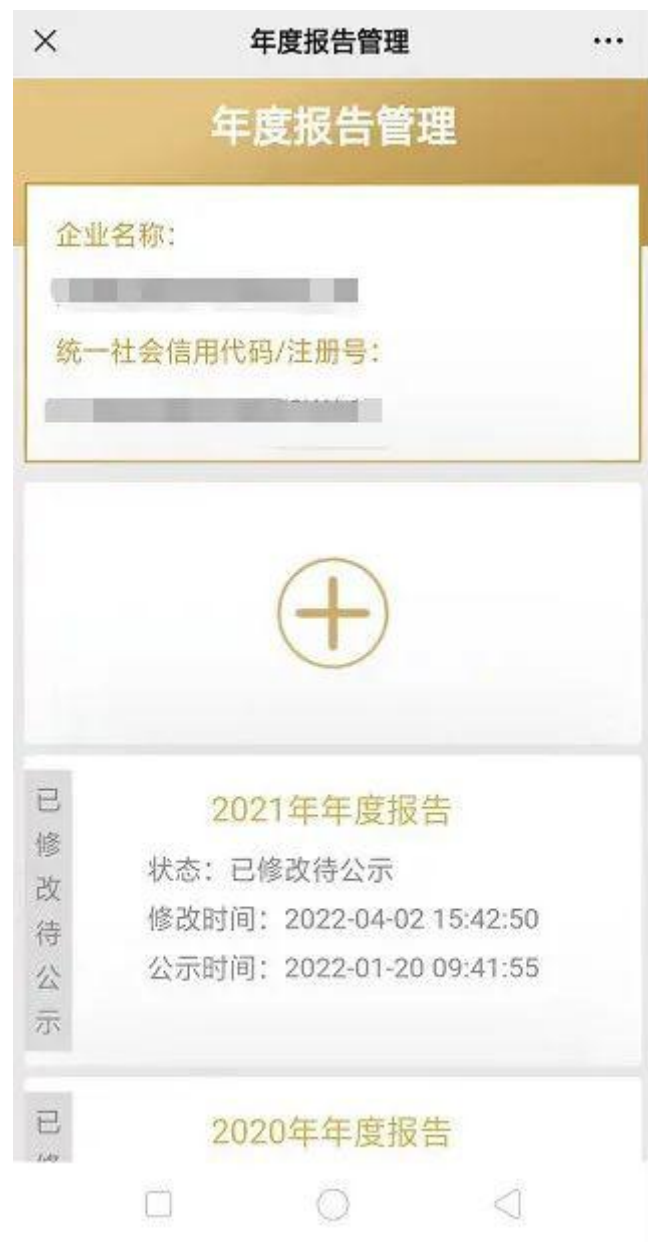 年度报告管理
年度报告管理
企业名称:
统一社会信用代码/注册号:
已修改待公示
2021年年度报告
状态: 已修改待公示
修改时间: 2022-04-02 15:42:50
公示时间: 2022-01-20 09:41:55
已
2020年年度报告